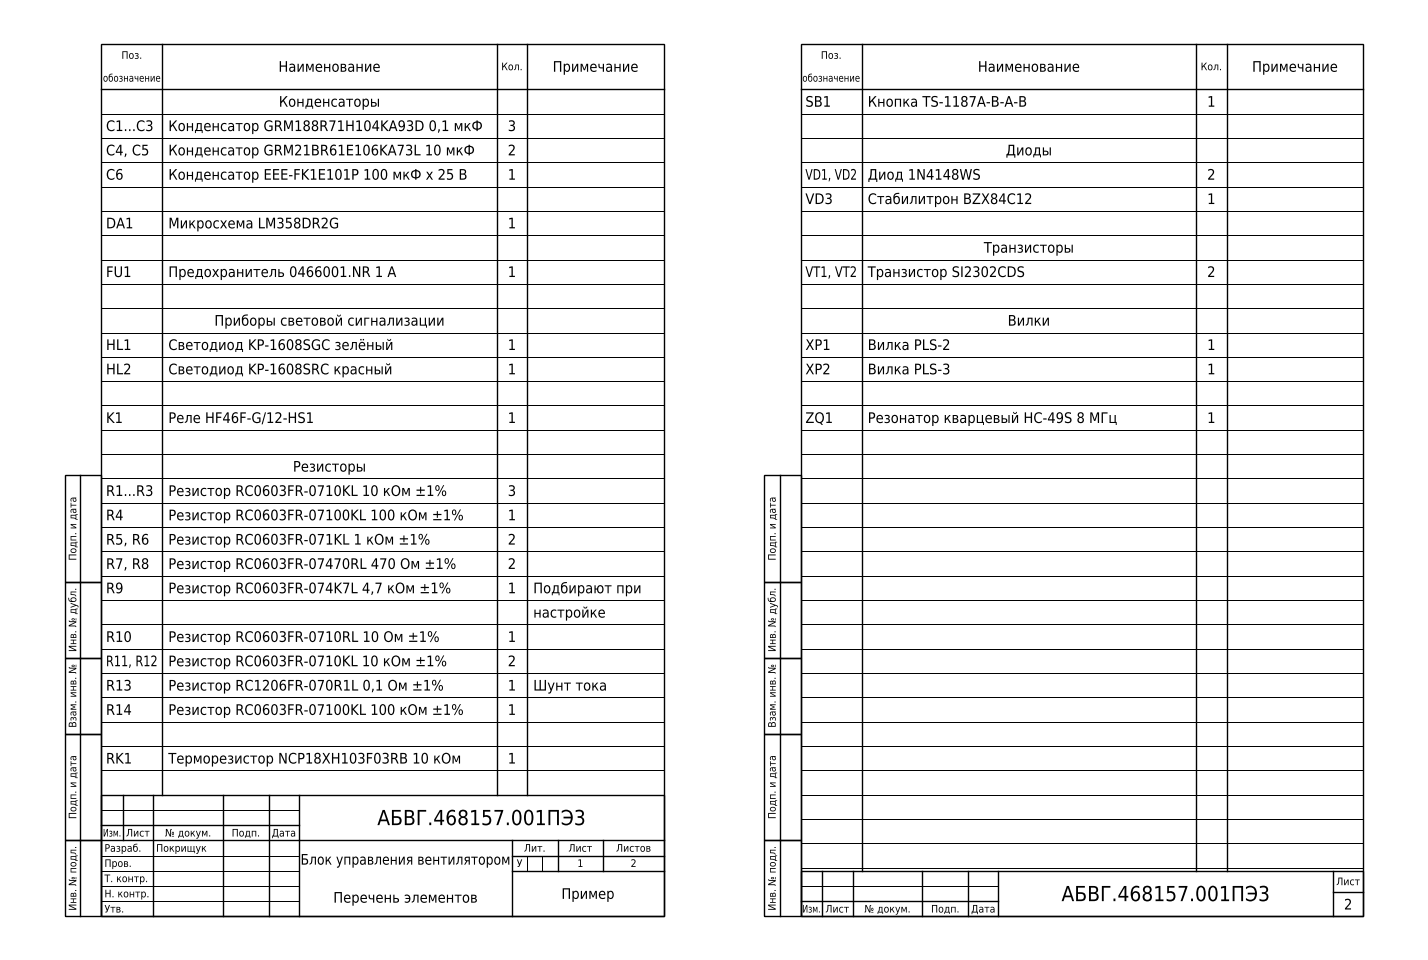 Поз. обозначение Наименование Кол. Примечание
Конденсаторы
C1...C3 Конденсатор GRM188R71H104KA93D 0,1 мкФ 3
C4, C5 Конденсатор GRM21BR61E106KA73L 10 мкФ 2
C6 Конденсатор EEE-FK1E101P 100 мкФ x 25 В 1
DA1 Микросхема LM358DR2G 1
FU1 Предохранитель 0466001.NR 1 А 1
Приборы световой сигнализации
HL1 Светодиод KP-1608SGC зелёный 1
HL2 Светодиод KP-1608SRC красный 1
K1 Реле HF46F-G/12-HS1 1
Резисторы
R1...R3 Резистор RC0603FR-0710KL 10 кОм ±1% 3
R4 Резистор RC0603FR-07100KL 100 кОм ±1% 1
R5, R6 Резистор RC0603FR-071KL 1 кОм ±1% 2
R7, R8 Резистор RC0603FR-07470RL 470 Ом ±1% 2
R9 Резистор RC0603FR-074K7L 4,7 кОм ±1% 1 Подбирают при
настройке
R10 Резистор RC0603FR-0710RL 10 Ом ±1% 1
R11, R12 Резистор RC0603FR-0710KL 10 кОм ±1% 2
R13 Резистор RC1206FR-070R1L 0,1 Ом ±1% 1 Шунт тока
R14 Резистор RC0603FR-07100KL 100 кОм ±1% 1
RK1 Терморезистор NCP18XH103F03RB 10 кОм 1
Подп. и дата
Инв. № дубл.
Взам. инв. №
Подп. и дата
Инв. № подл.
АБВГ.468157.001ПЭ3
Изм. Лист № докум. Подп. Дата
Разраб. Покрищук
Пров.
Т. контр.
Н. контр.
Утв.
Блок управления вентилятором
Перечень элементов
Лит. Лист Листов
У 1 2
Пример
Поз. обозначение Наименование Кол. Примечание
SB1 Кнопка TS-1187A-B-A-B 1
Диоды
VD1, VD2 Диод 1N4148WS 2
VD3 Стабилитрон BZX84C12 1
Транзисторы
VT1, VT2 Транзистор SI2302CDS 2
Вилки
XP1 Вилка PLS-2 1
XP2 Вилка PLS-3 1
ZQ1 Резонатор кварцевый HC-49S 8 МГц 1
Подп. и дата
Инв. № дубл.
Взам. инв. №
Подп. и дата
Инв. № подл.
Изм. Лист № докум. Подп. Дата
АБВГ.468157.001ПЭ3
Лист
2